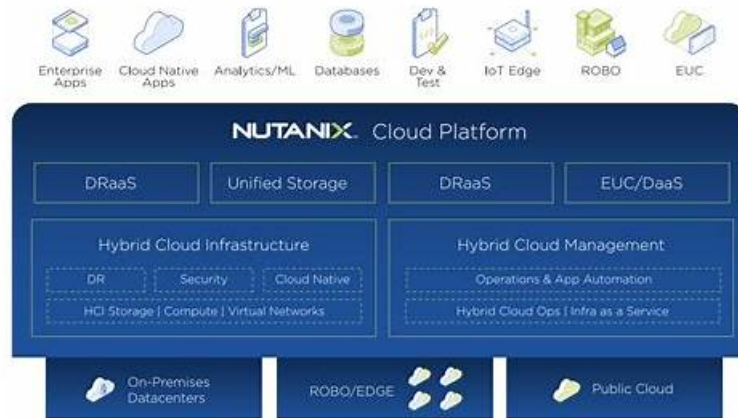 Enterprise Apps
Cloud Native Apps
Analytics/ML
Databases
Dev & Test
IoT Edge
ROBO
EUC
NUTANIX™ Cloud Platform
DRaaS
Unified Storage
DRaaS
EUC/DaaS
Hybrid Cloud Infrastructure
DR
Security
Cloud Native
HCI Storage | Compute | Virtual Networks
Hybrid Cloud Management
Operations & App Automation
Hybrid Cloud Ops | Infra as a Service
On-Premises
Datacenters
ROBO/EDGE
Public Cloud